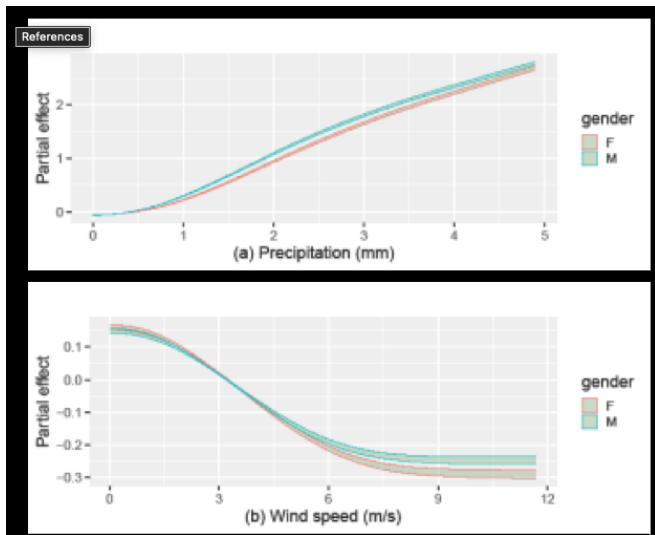 References
Partial effect
2
1
0
0 1 2 3 4 5
(a) Precipitation (mm)
gender
F
M
Partial effect
0.1
0.0
−0.1
−0.2
−0.3
0 3 6 9 12
(b) Wind speed (m/s)
gender
F
M